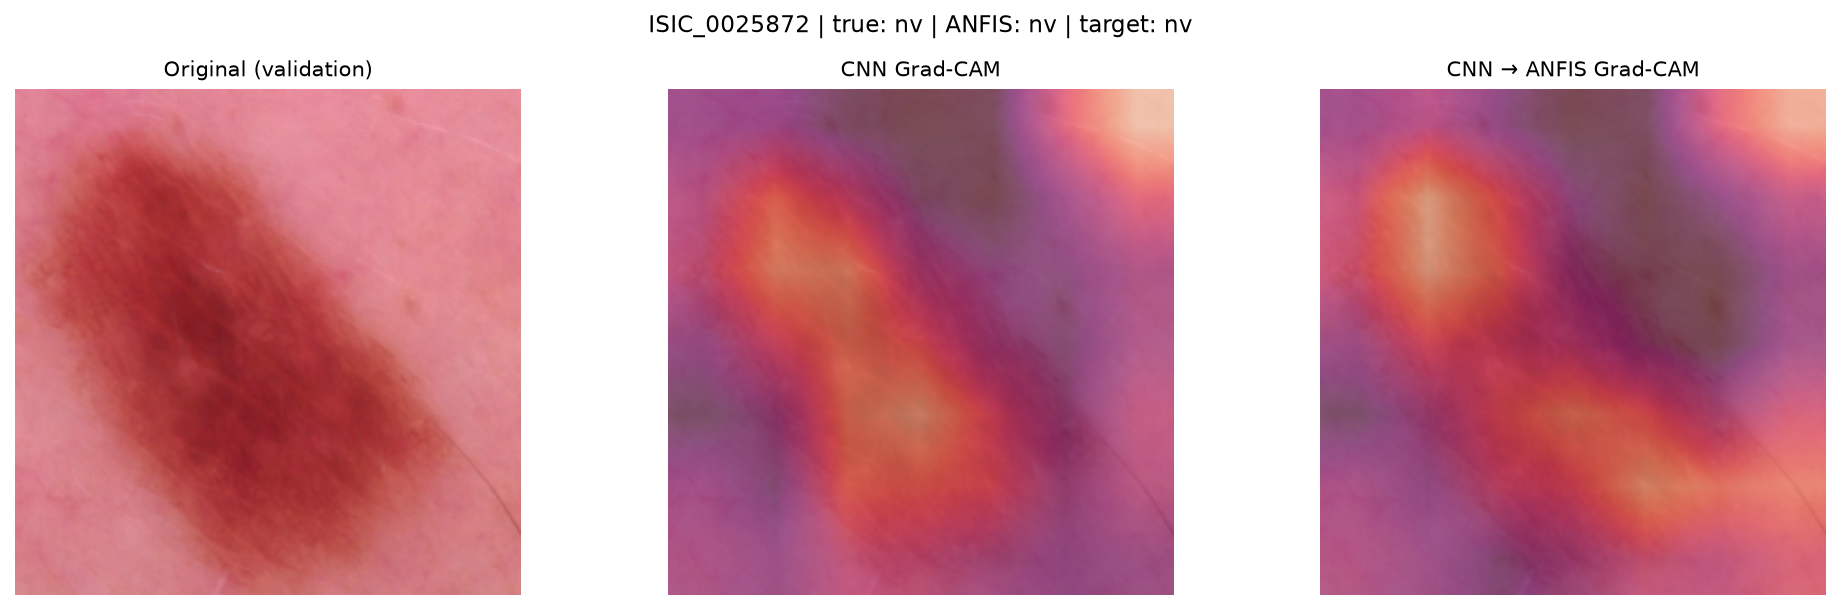 ISIC_0025872 | true: nv | ANFIS: nv | target: nv
Original (validation)
CNN Grad-CAM
CNN → ANFIS Grad-CAM